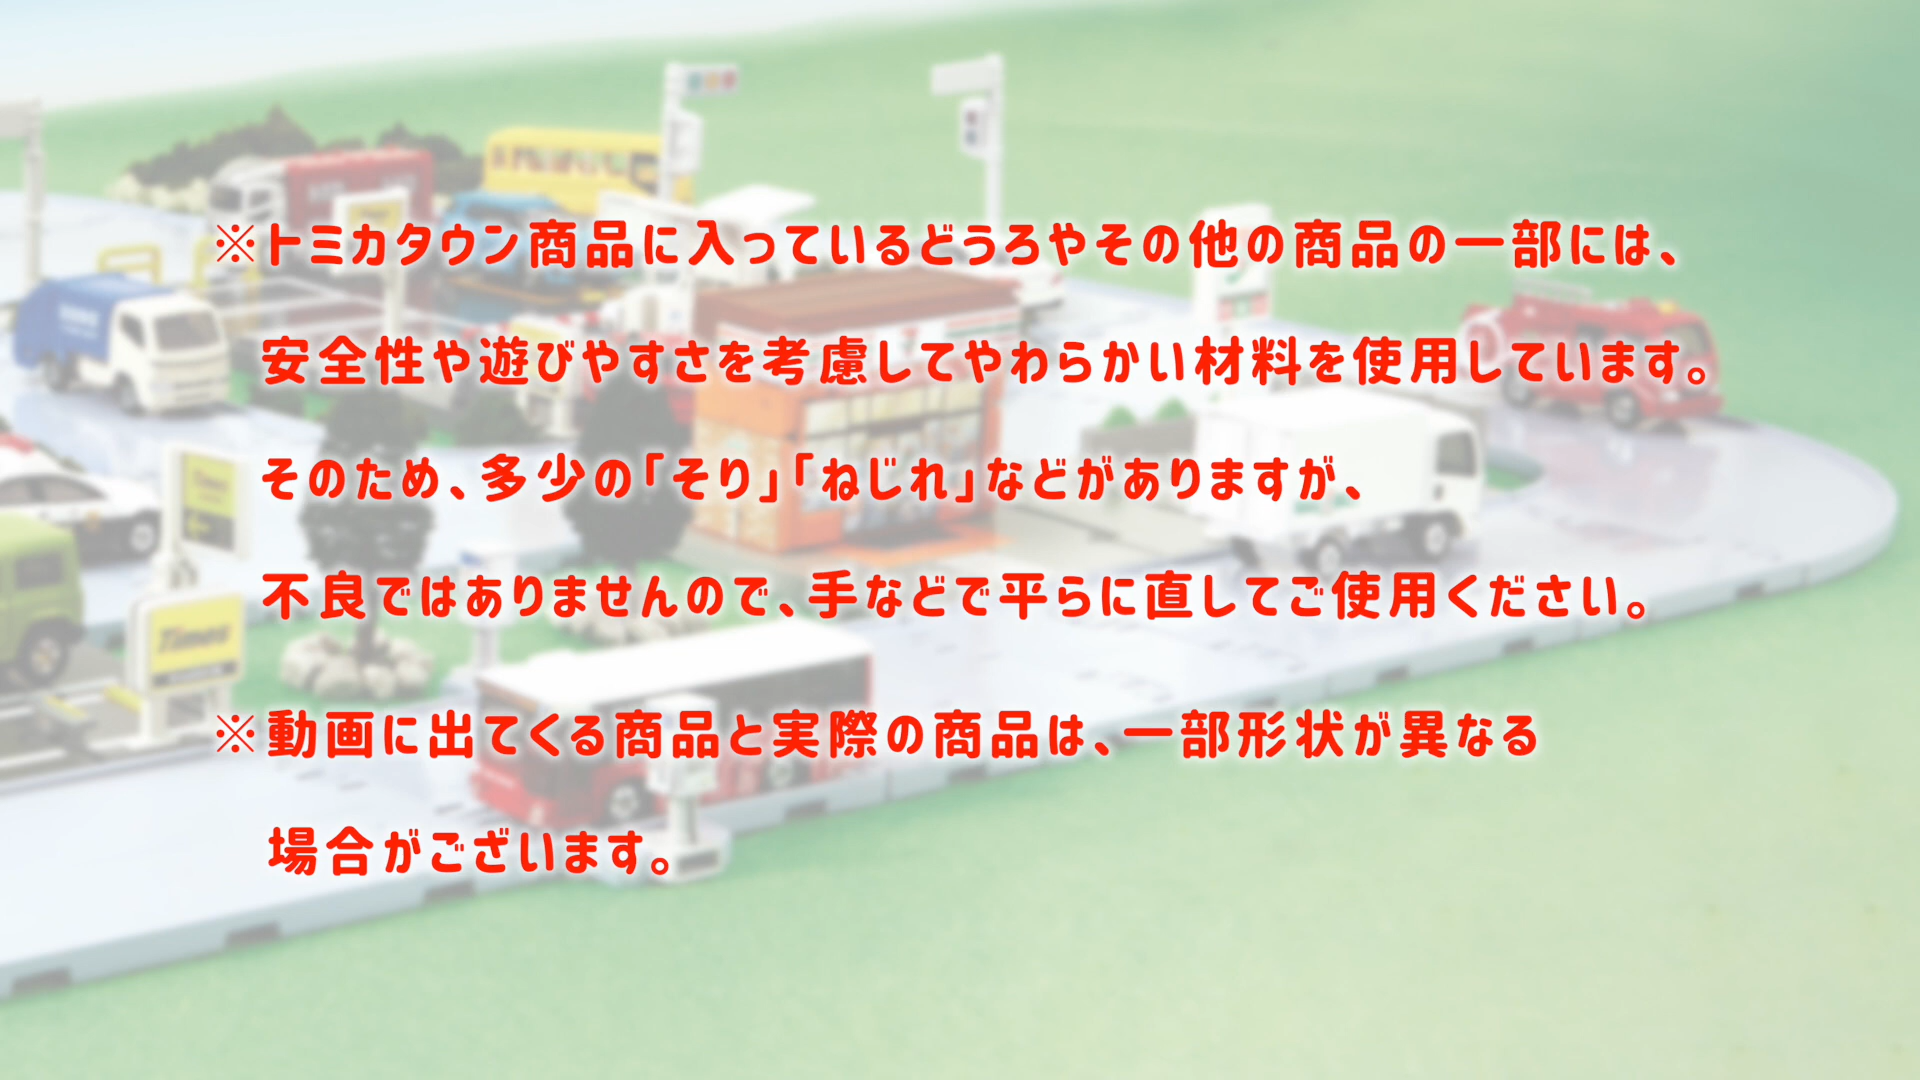 ※トミカタウン商品に入っているどうろやその他の商品の一部には、
安全性や遊びやすさを考慮してやわらかい材料を使用しています。
そのため、多少の「そり」「ねじれ」などがありますが、
不良ではありませんので、手などで平らに直してご使用ください。
Times
※動画に出てくる商品と実際の商品は、一部形状が異なる
場合がございます。